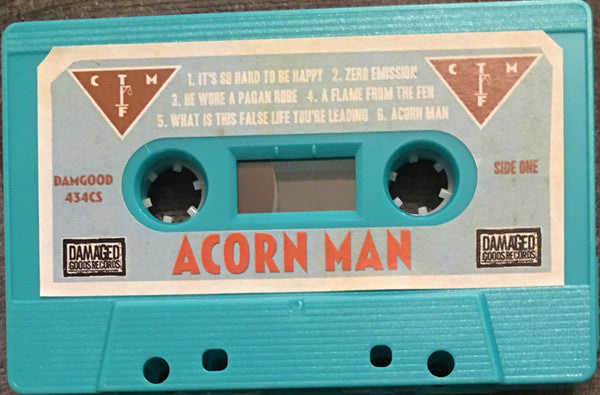 C T M
F
C T M
F
1. IT'S SO HARD TO BE HAPPY 2. ZERO EMISSION
3. HE WORE A PAGAN ROBE 4. A FLAME FROM THE FEN
5. WHAT IS THIS FALSE LIFE YOU'RE LEADING 6. ACORN MAN
DAMGOOD
434CS
SIDE ONE
DAMAGED
GOODS RECORDS
ACORN MAN
DAMAGED
GOODS RECORDS